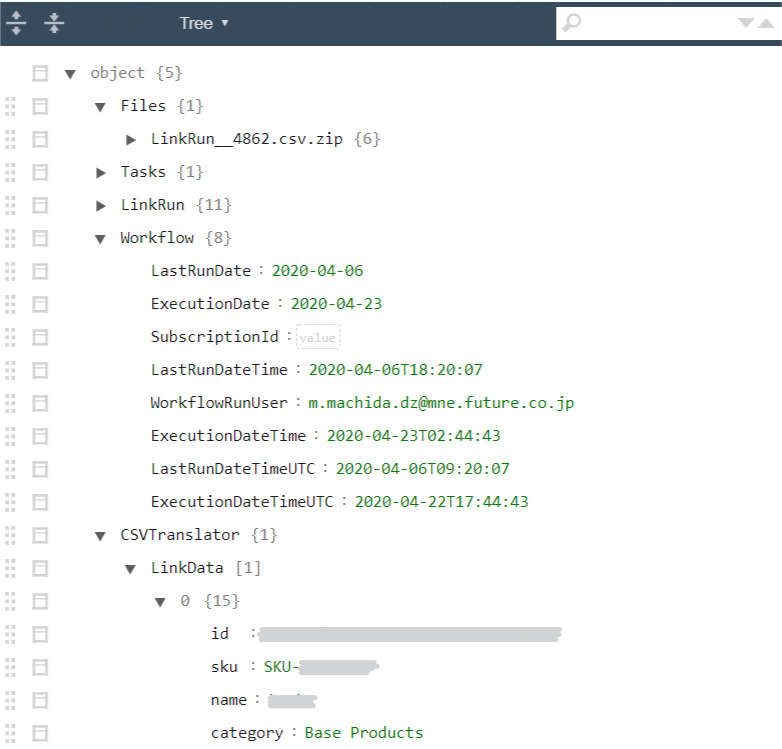 Tree
object {5}
Files {1}
LinkRun__4862.csv.zip {6}
Tasks {1}
LinkRun {11}
Workflow {8}
LastRunDate : 2020-04-06
ExecutionDate : 2020-04-23
SubscriptionId : value
LastRunDateTime : 2020-04-06T18:20:07
WorkflowRunUser : m.machida.dz@mne.future.co.jp
ExecutionDateTime : 2020-04-23T02:44:43
LastRunDateTimeUTC : 2020-04-06T09:20:07
ExecutionDateTimeUTC : 2020-04-22T17:44:43
CSVTranslator {1}
LinkData [1]
0 {15}
id :
sku : SKU-
name :
category : Base Products